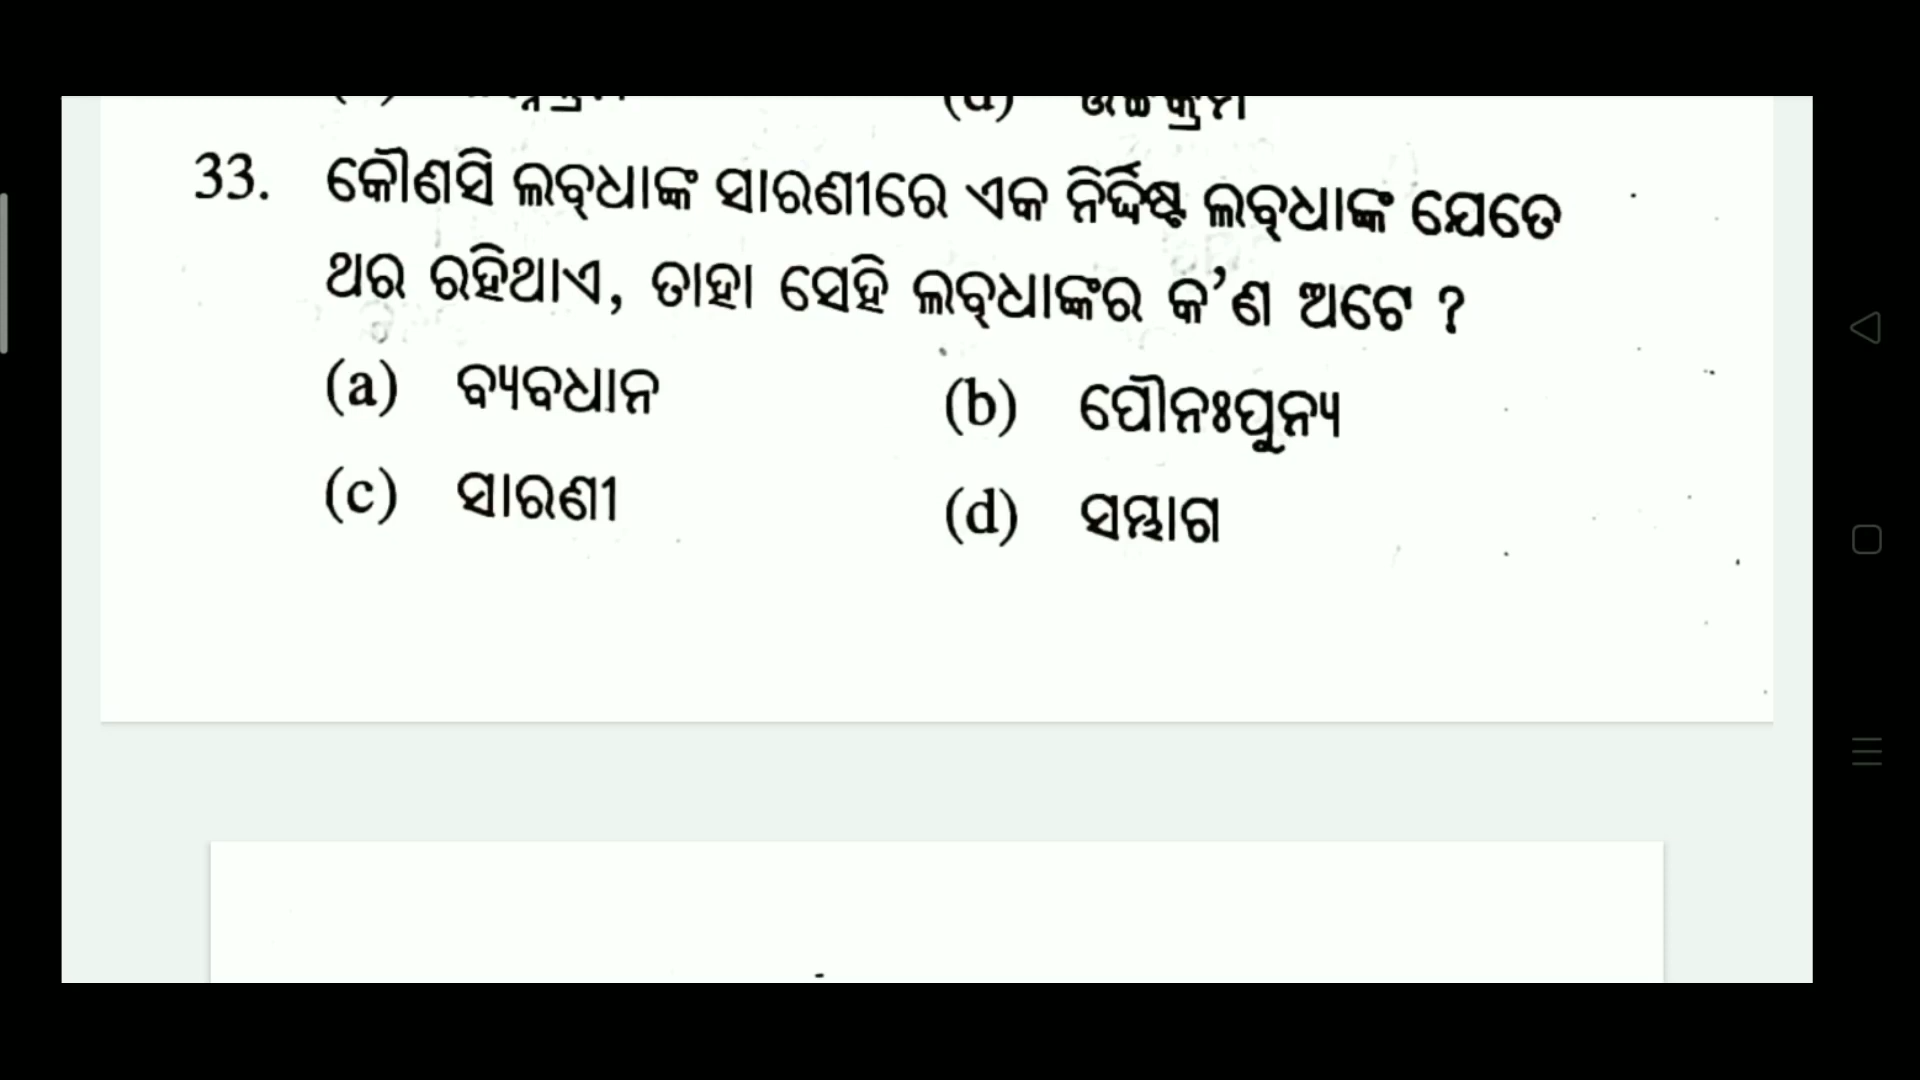 33. କୌଣସି ଲବ୍ଧାଙ୍କ ସାରଣୀରେ ଏକ ନିର୍ଦ୍ଦିଷ୍ଟ ଲବ୍ଧାଙ୍କ ଯେତେ
ଥର ରହିଥାଏ, ତାହା ସେହି ଲବ୍ଧାଙ୍କର କ'ଣ ଅଟେ ?
(a) ବ୍ୟବଧାନ (b) ପୌନଃପୁନ୍ୟ
(c) ସାରଣୀ (d) ସମ୍ଭାଗ